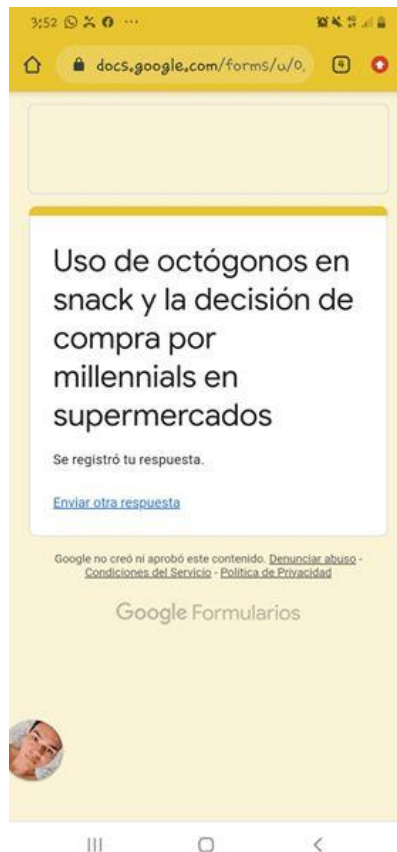 3:52
docs.google.com/forms/u/0,
4
Uso de octógonos en
snack y la decisión de
compra por
millennials en
supermercados
Se registró tu respuesta.
Enviar otra respuesta
Google no creó ni aprobó este contenido. Denunciar abuso -
Condiciones del Servicio - Política de Privacidad
Google Formularios